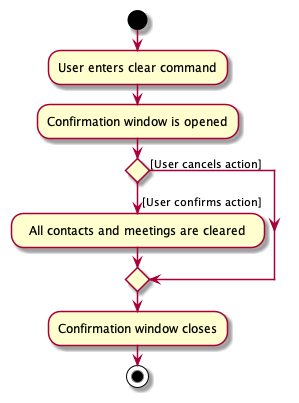 User enters clear command
Confirmation window is opened
[User cancels action]
[User confirms action]
All contacts and meetings are cleared
Confirmation window closes